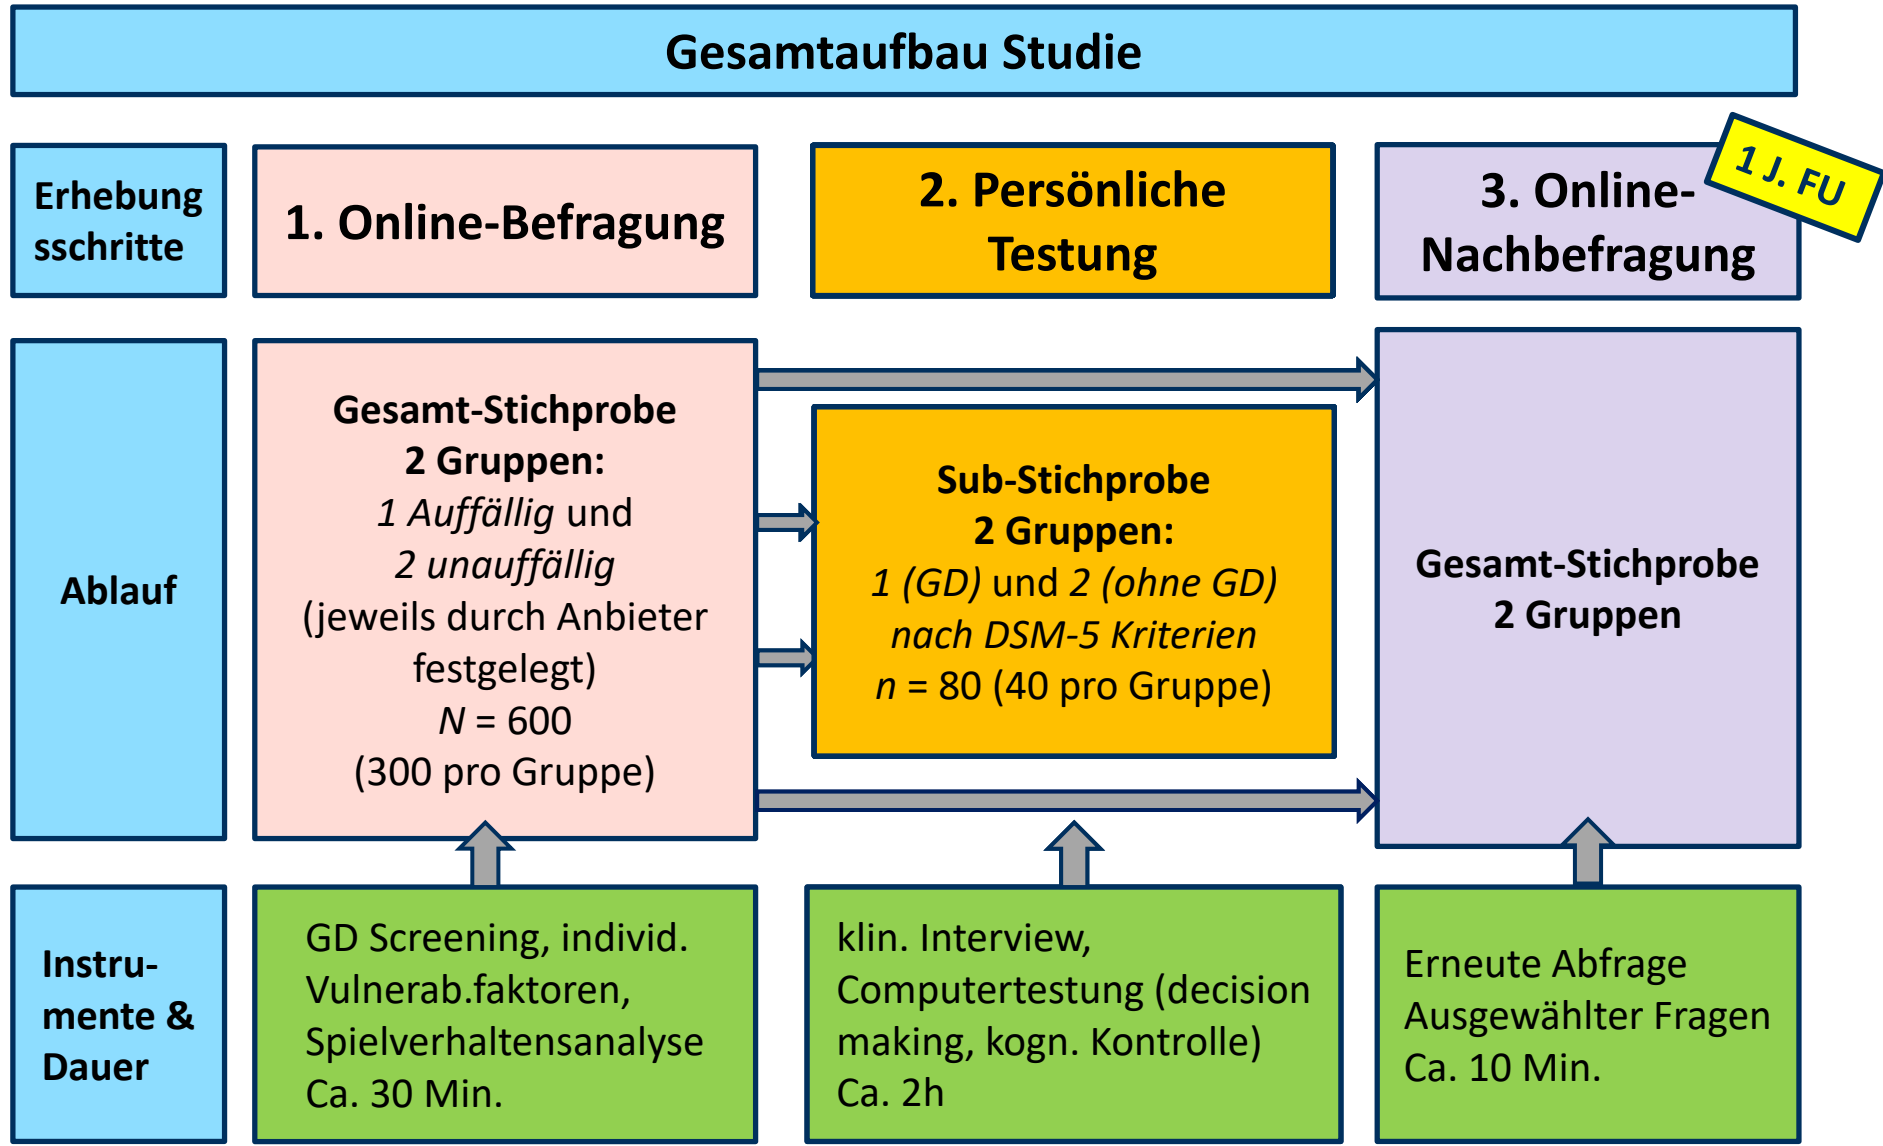 Gesamtaufbau Studie
Erhebung
sschritte
1. Online-Befragung
2. Persönliche
Testung
3. Online-
Nachbefragung
1 J. FU
Ablauf
Gesamt-Stichprobe
2 Gruppen:
1 Auffällig und
2 unauffällig
(jeweils durch Anbieter
festgelegt)
N = 600
(300 pro Gruppe)
Sub-Stichprobe
2 Gruppen:
1 (GD) und 2 (ohne GD)
nach DSM-5 Kriterien
n = 80 (40 pro Gruppe)
Gesamt-Stichprobe
2 Gruppen
Instru-
mente &
Dauer
GD Screening, individ.
Vulnerab.faktoren,
Spielverhaltensanalyse
Ca. 30 Min.
klin. Interview,
Computertestung (decision
making, kogn. Kontrolle)
Ca. 2h
Erneute Abfrage
Ausgewählter Fragen
Ca. 10 Min.